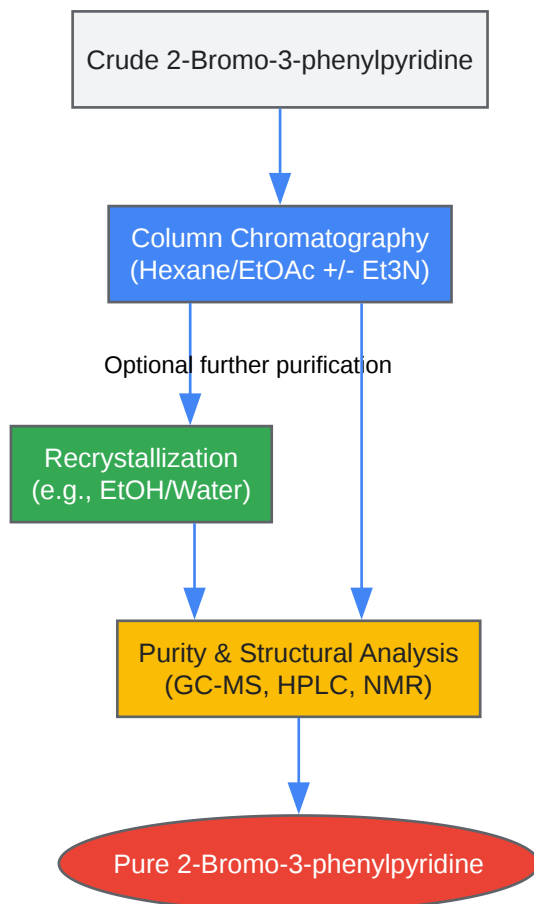 Crude 2-Bromo-3-phenylpyridine
Column Chromatography
(Hexane/EtOAc +/- Et3N)
Optional further purification
Recrystallization
(e.g., EtOH/Water)
Purity & Structural Analysis
(GC-MS, HPLC, NMR)
Pure 2-Bromo-3-phenylpyridine